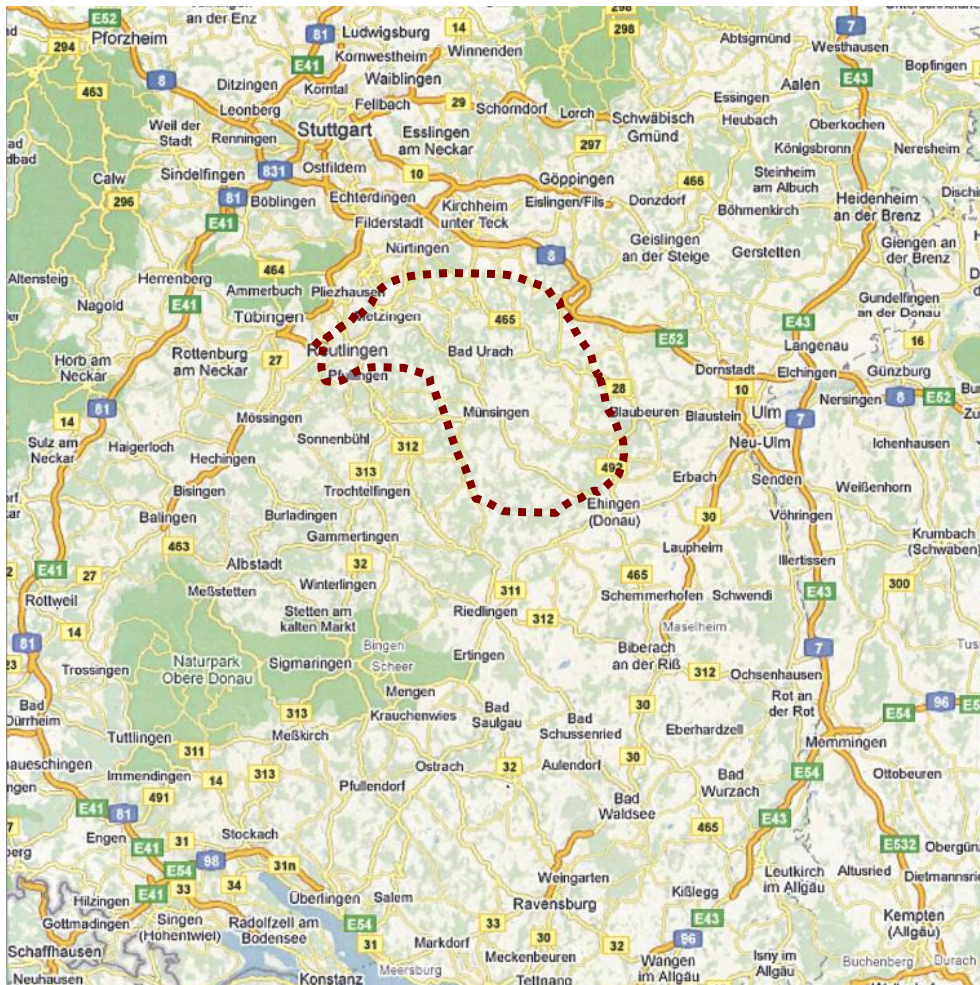 E52
Pforzheim
an der Enz
81
Ludwigsburg
14
298
298
Abtsgmünd
7
Westhausen
294
E41
Kornwestheim
Winnenden
8
Ditzingen
Korntal
Waiblingen
Aalen
E43
Bopfingen
463
Leonberg
Fellbach
29
Schorndorf
Lorch
Essingen
Weil der
Stadt
Renningen
Stuttgart
Esslingen
am Neckar
Schwäbisch
Gmünd
Heubach
Oberkochen
297
Königsbronn
Neresheim
Calw
Sindelfingen
831
Ostfildern
10
Göppingen
466
Steinheim
am Albuch
296
81
Böblingen
Echterdingen
Kirchheim
unter Teck
Eislingen/Fils
Donzdorf
Böhmenkirch
Heidenheim
an der Brenz
E41
Filderstadt
Nürtingen
8
Geislingen
an der Steige
Gerstetten
Giengen an
der Brenz
Altensteig
Herrenberg
464
Nagold
E41
Ammerbuch
Pliezhausen
Gundelfingen
an der Donau
Tübingen
Metzingen
465
E43
Reutlingen
Bad Urach
E52
Langenau
16
Horb am
Neckar
Rottenburg
am Neckar
27
Pfullingen
Dornstadt
Elchingen
Günzburg
28
10
8
E52
Nersingen
14
81
Mössingen
Münsingen
Blaubeuren
Blaustein
Ulm
7
Sulz am
Neckar
Haigerloch
Sonnenbühl
312
Neu-Ulm
Ichenhausen
Hechingen
313
492
Erbach
Senden
Weißenhorn
Bisingen
Trochtelfingen
Ehingen
(Donau)
30
Vöhringen
Balingen
Burladingen
Gammertingen
Krumbach
(Schwaben)
463
Laupheim
Illertissen
E41
Albstadt
32
465
27
Meßstetten
Winterlingen
311
Schemmerhofen
Schwendi
E43
300
Rottweil
Stetten am
kalten Markt
Riedlingen
312
14
Maselheim
81
Bingen
Biberach
an der Riß
7
Naturpark
Obere Donau
Sigmaringen
Scheer
Ertingen
312
Ochsenhausen
Trossingen
Mengen
Rot an
der Rot
Bad
Dürrheim
313
Krauchenwies
Bad
Saulgau
30
E54
96
Tuttlingen
311
Meßkirch
Bad
Schussenried
Eberhardzell
Memmingen
Immendingen
14
313
Ostrach
32
Aulendorf
30
Bad
Wurzach
E54
Ottobeuren
491
Pfullendorf
E41
81
Bad
Waldsee
E43
Engen
E41
31
Stockach
465
E532
98
31n
E54
Weingarten
Leutkirch
im Allgäu
Altusried
Dietmannsried
Hilzingen
E41
33
34
Überlingen
Salem
Ravensburg
Kißlegg
Gottmadingen
Singen
(Hohentwiel)
Radolfzell am
Bodensee
E54
33
E43
Kempten
(Allgäu)
Schaffhausen
31
Markdorf
30
32
96
Meckenbeuren
Wangen
im Allgäu
Isny im
Allgäu
Buchenberg
Durach
Neuhausen
Konstanz
Meersburg
Tettnang